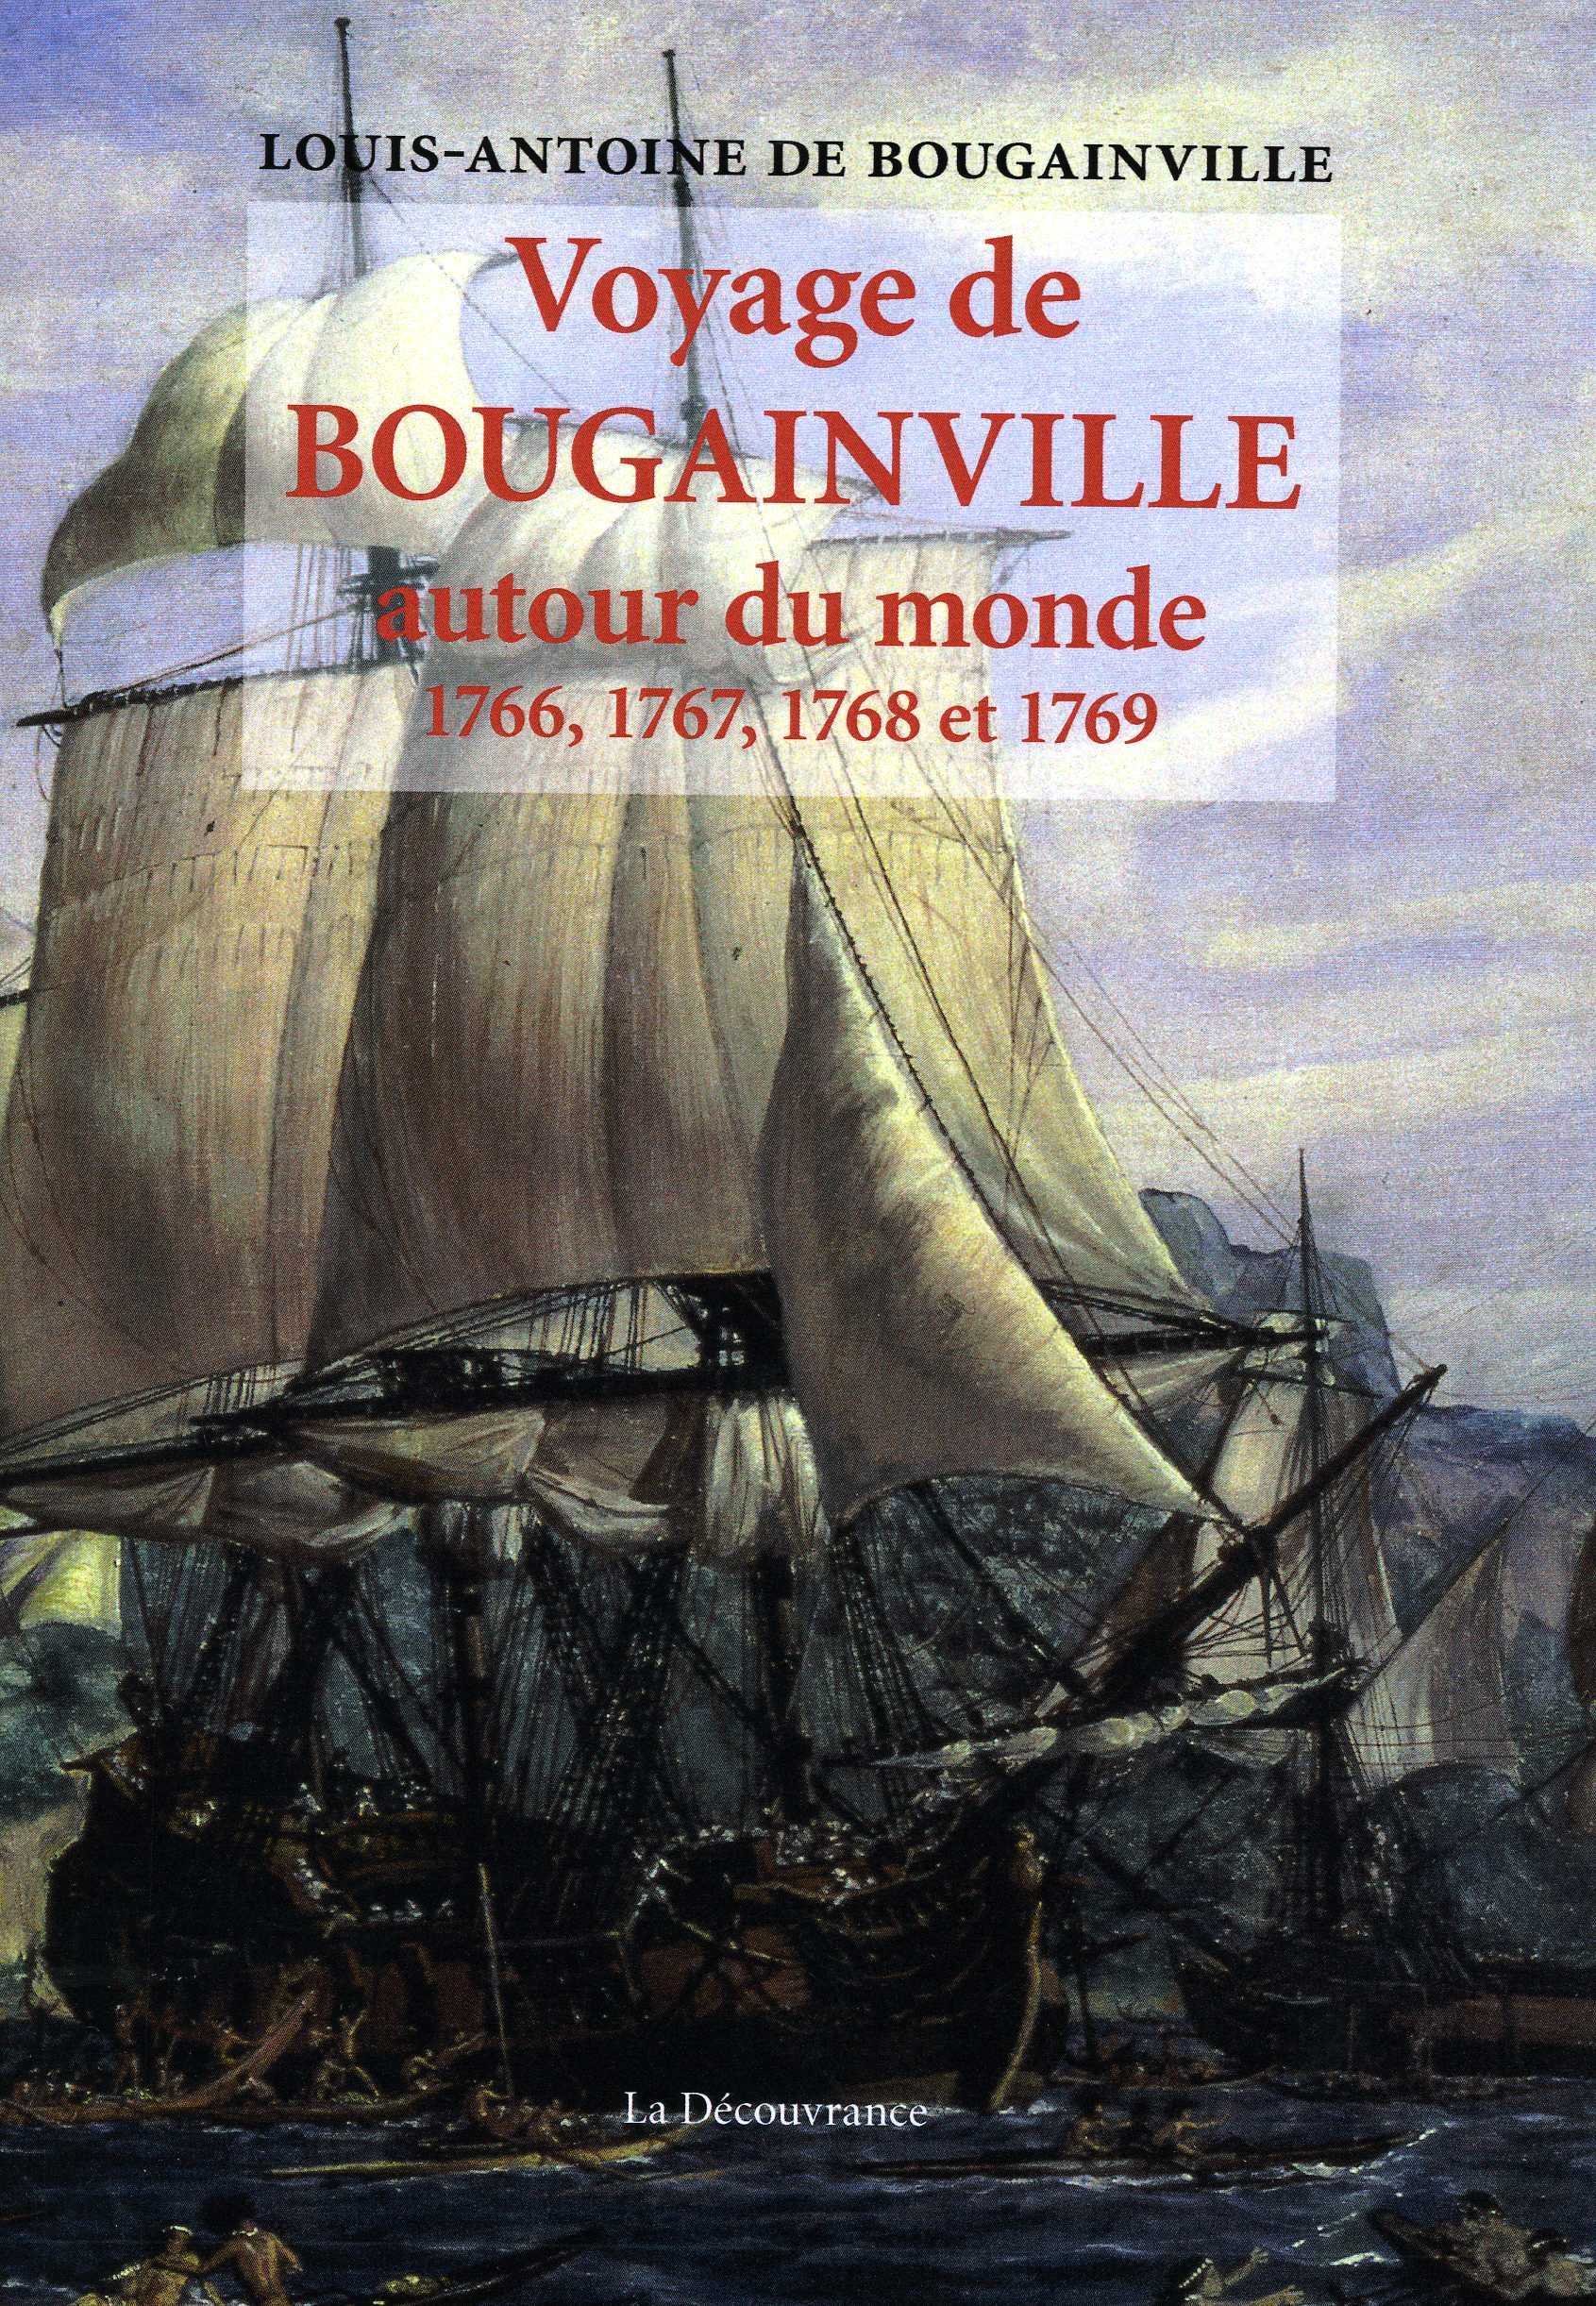 LOUIS-ANTOINE DE BOUGAINVILLE
Voyage de
BOUGAINVILLE
autour du monde
1766, 1767, 1768 et 1769
La Découvrance